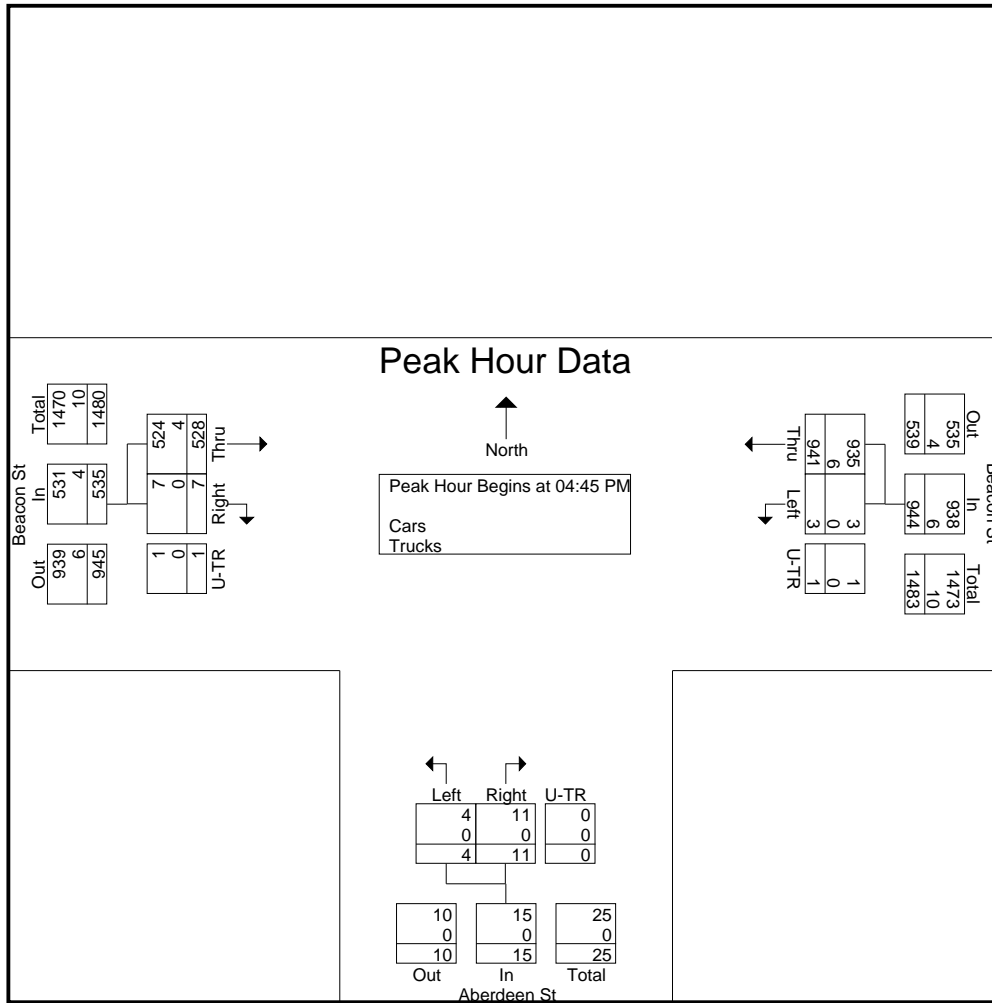 Peak Hour Data
North
Peak Hour Begins at 04:45 PM
Cars
Trucks
Beacon St
Total
1470
10
1480
In
531
4
535
Out
939
6
945
Thru
524
4
528
Right
7
0
7
U-TR
1
0
1
Beacon St
Out
535
4
539
In
938
6
944
Total
1473
10
1483
Thru
935
6
941
Left
3
0
3
U-TR
1
0
1
Left Right U-TR
4 11 0
0 0 0
4 11 0
10 15 25
0 0 0
10 15 25
Out In Total
Aberdeen St